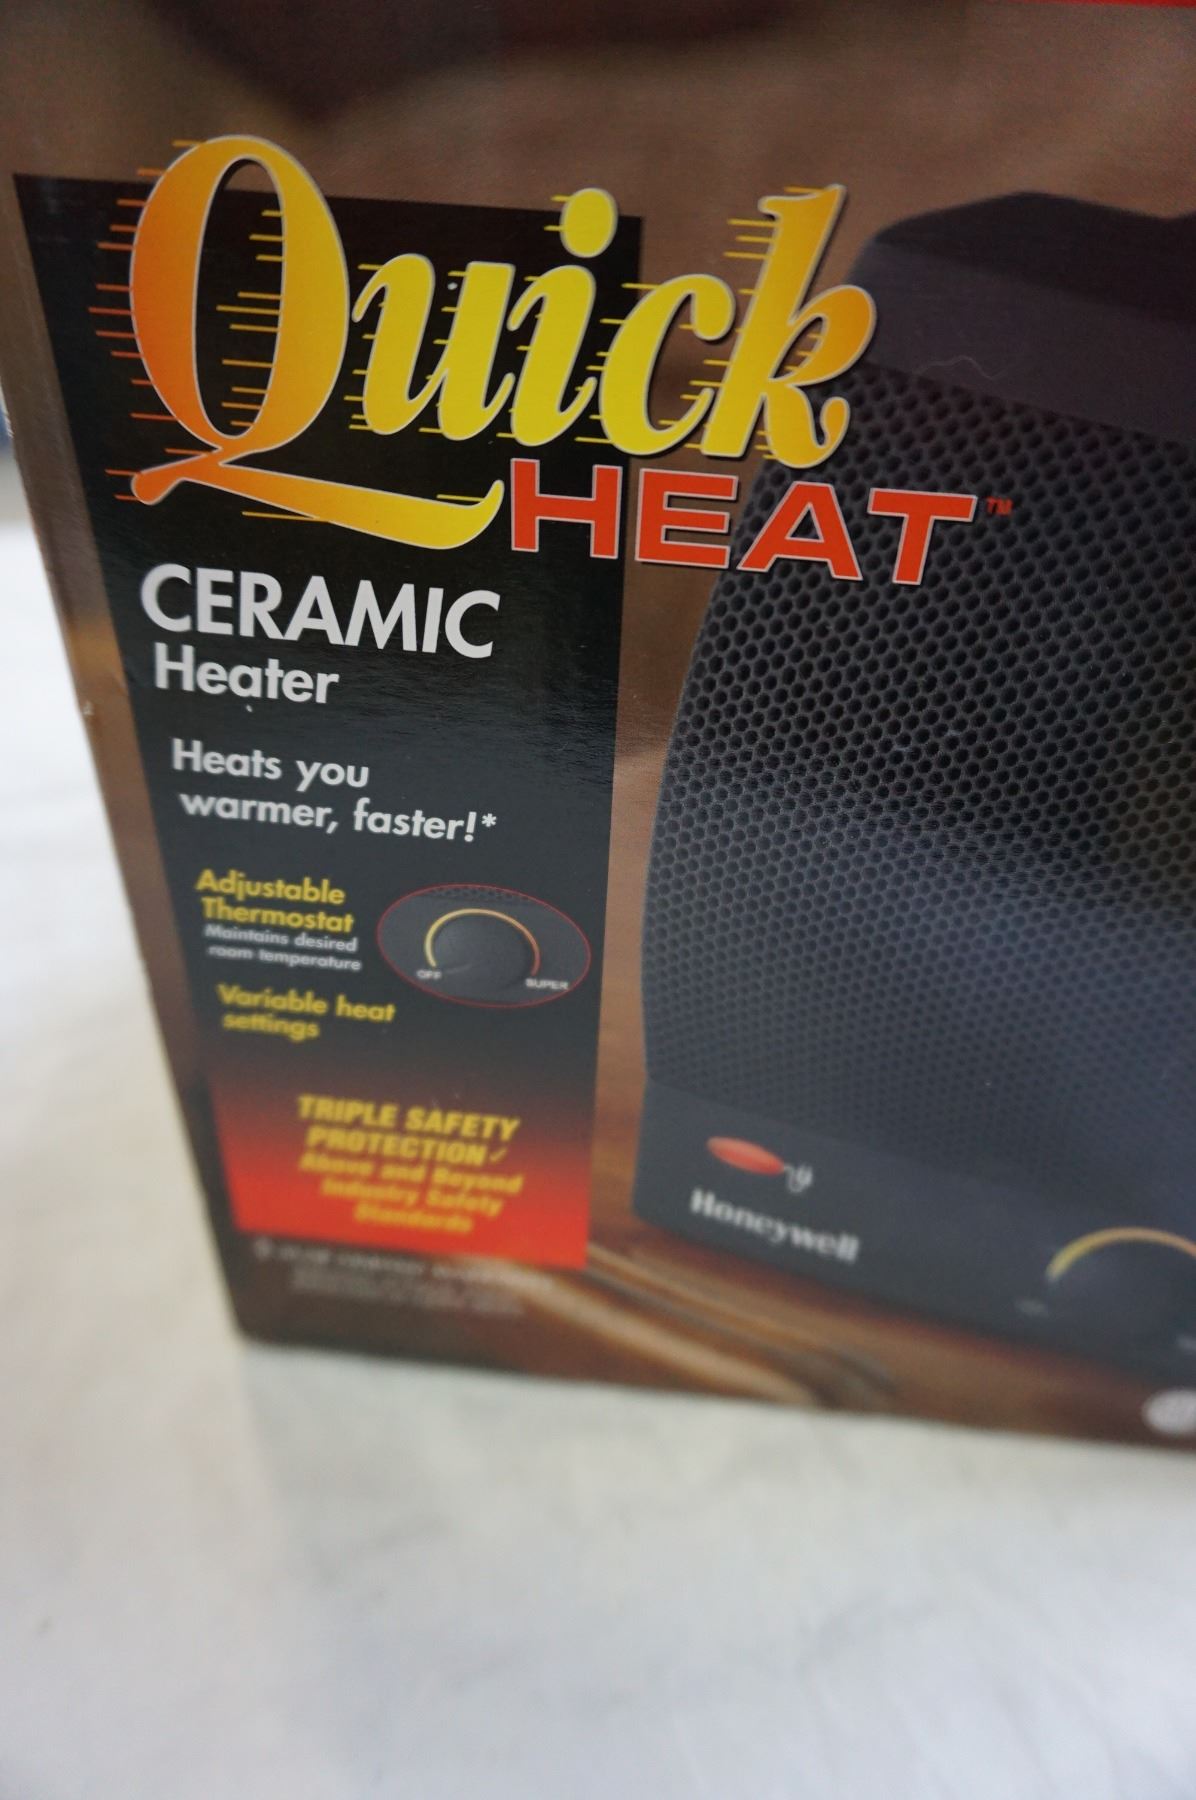 Quick
HEAT™
CERAMIC
Heater
Heats you
warmer, faster!*
Adjustable
Thermostat
Maintains desired
room temperature
OFF
SUPER
Variable heat
settings
TRIPLE SAFETY
PROTECTION✓
Above and Beyond
Industry Safety
Standards
Honeywell